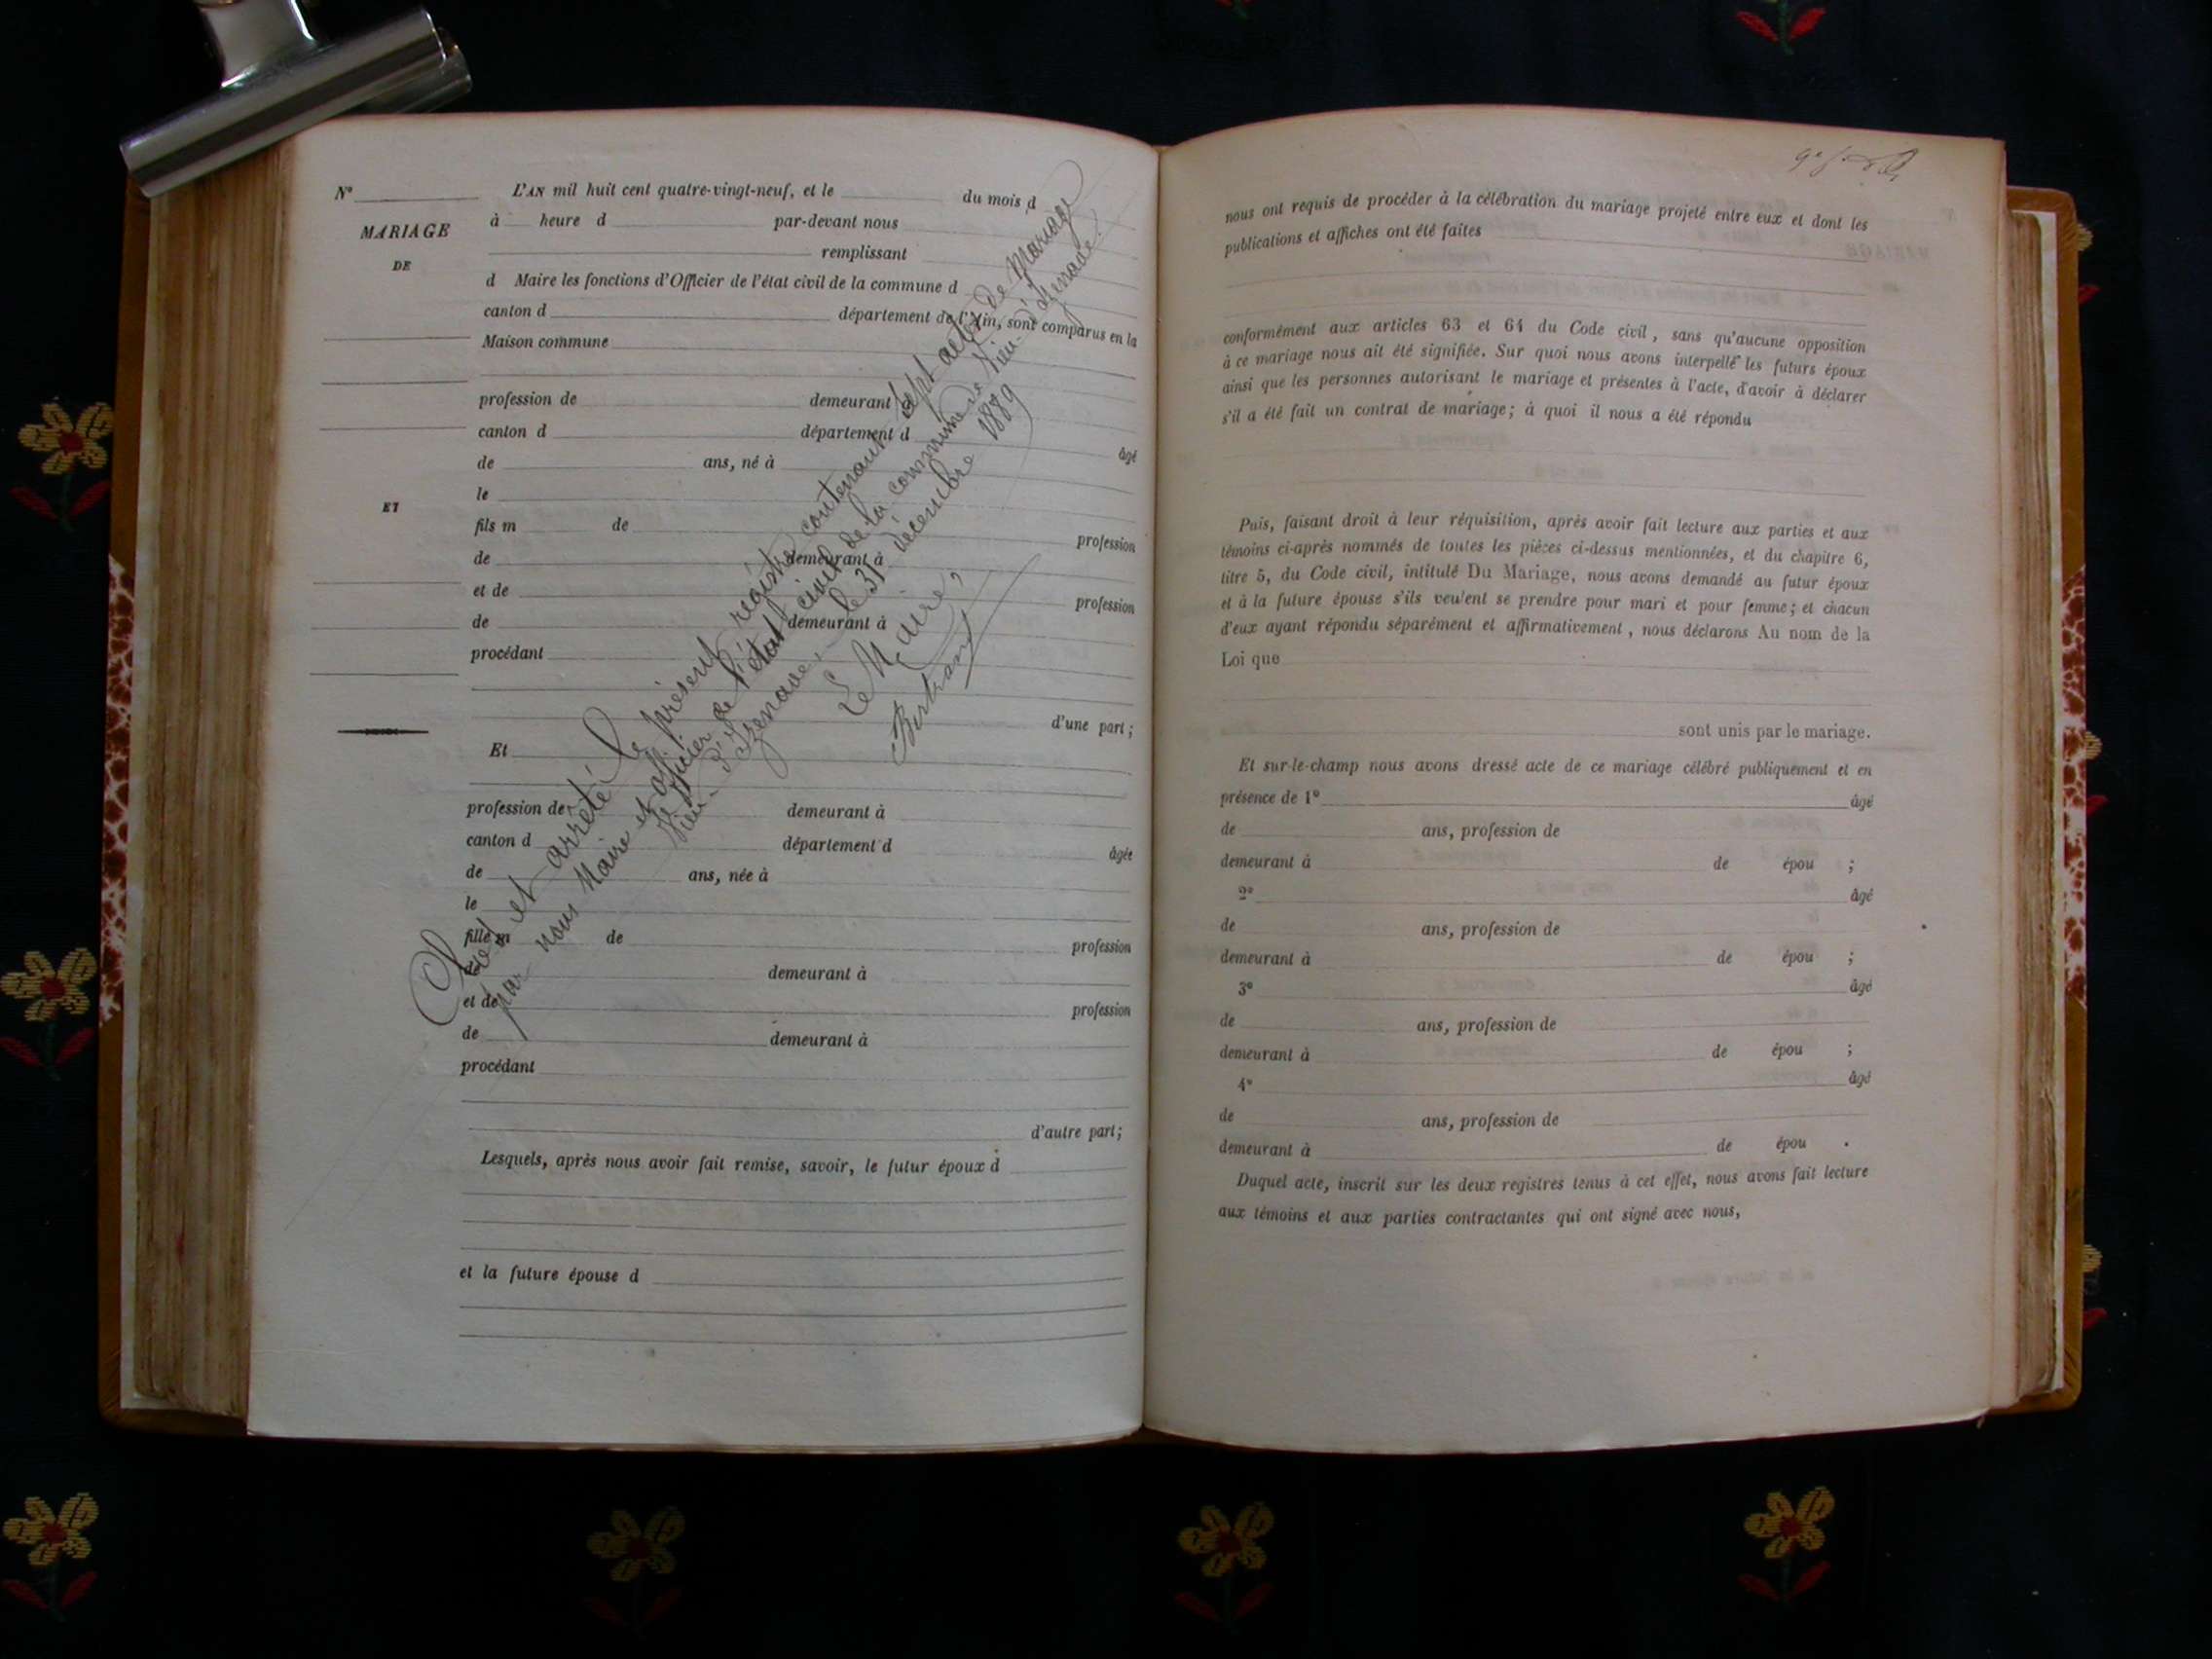 N°
MARIAGE
DE
ET
L'AN mil huit cent quatre-vingt-neuf, et le du mois d
à heure d par-devant nous
remplissant
d Maire les fonctions d'Officier de l'état civil de la commune d
canton d département de l'Ain, sont comparus en la
Maison commune
profession de demeurant à
canton d département d
âgé
de ans, né à
le
fils m de
profession
de demeurant à
et de
profession
de demeurant à
procédant
d'une part;
Et
profession de demeurant à
canton d département d
âgée
de ans, née à
le
fille m de
profession
de demeurant à
et de
profession
de demeurant à
procédant
d'autre part;
Lesquels, après nous avoir fait remise, savoir, le futur époux d
et la future épouse d
Clos et arrêté le présent registre contenant sept actes de Mariage
par nous Maire et off.
de l'état civil de la commune de Vieu-d'Izenave.
Vieu-d'Izenave, le 31 décembre 1889
Le Maire,
Bertrand
nous ont requis de procéder à la célébration du mariage projeté entre eux et dont les
publications et affiches ont été faites
conformément aux articles 63 et 64 du Code civil, sans qu'aucune opposition
à ce mariage nous ait été signifiée. Sur quoi nous avons interpellé les futurs époux
ainsi que les personnes autorisant le mariage et présentes à l'acte, d'avoir à déclarer
s'il a été fait un contrat de mariage; à quoi il nous a été répondu
Puis, faisant droit à leur réquisition, après avoir fait lecture aux parties et aux
témoins ci-après nommés de toutes les pièces ci-dessus mentionnées, et du chapitre 6,
titre 5, du Code civil, intitulé Du Mariage, nous avons demandé au futur époux
et à la future épouse s'ils veulent se prendre pour mari et pour femme; et chacun
d'eux ayant répondu séparément et affirmativement, nous déclarons Au nom de la
Loi que
sont unis par le mariage.
Et sur-le-champ nous avons dressé acte de ce mariage célébré publiquement et en
présence de 1° âgé
de ans, profession de
demeurant à de épou ;
2° âgé
de ans, profession de
demeurant à de épou ;
3° âgé
de ans, profession de
demeurant à de épou ;
4° âgé
de ans, profession de
demeurant à de épou .
Duquel acte, inscrit sur les deux registres tenus à cet effet, nous avons fait lecture
aux témoins et aux parties contractantes qui ont signé avec nous,